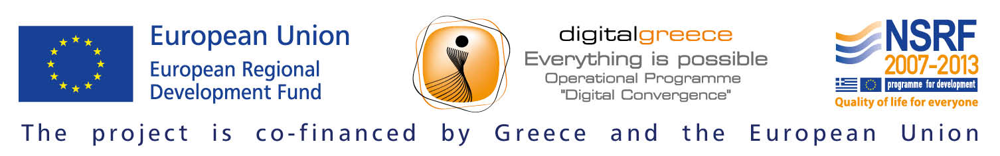 European Union
European Regional
Development Fund
digitalgreece
Everything is possible
Operational Programme
"Digital Convergence"
NSRF
2007-2013
programme for development
Quality of life for everyone
The project is co-financed by Greece and the European Union